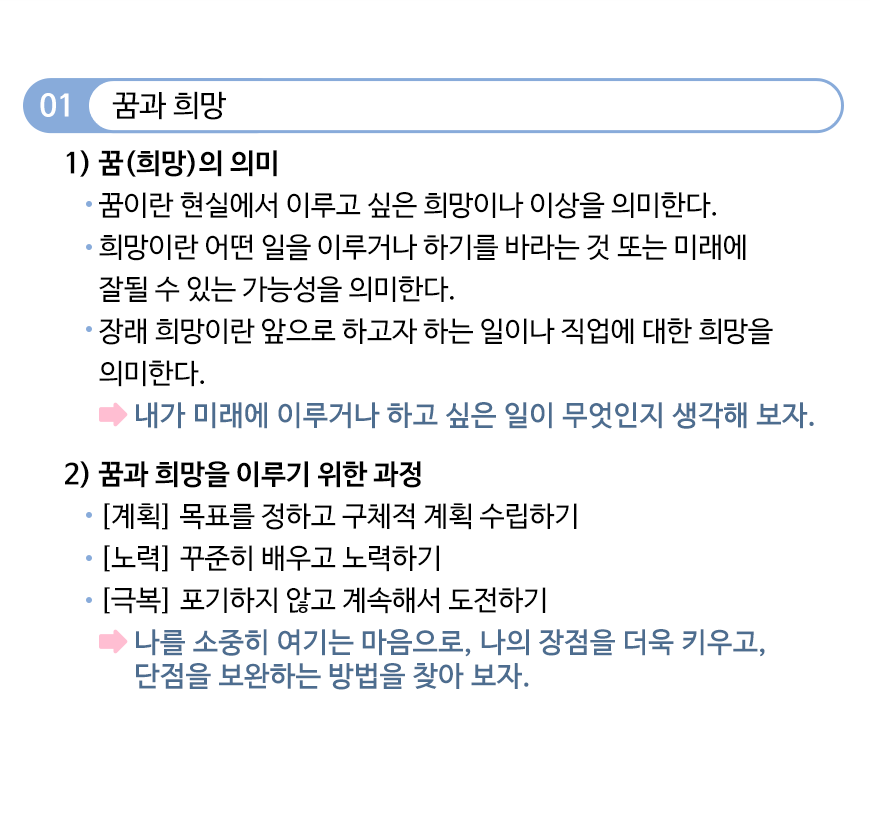 01 꿈과 희망
1) 꿈(희망)의 의미
• 꿈이란 현실에서 이루고 싶은 희망이나 이상을 의미한다.
• 희망이란 어떤 일을 이루거나 하기를 바라는 것 또는 미래에
잘될 수 있는 가능성을 의미한다.
• 장래 희망이란 앞으로 하고자 하는 일이나 직업에 대한 희망을
의미한다.
➡ 내가 미래에 이루거나 하고 싶은 일이 무엇인지 생각해 보자.
2) 꿈과 희망을 이루기 위한 과정
• [계획] 목표를 정하고 구체적 계획 수립하기
• [노력] 꾸준히 배우고 노력하기
• [극복] 포기하지 않고 계속해서 도전하기
➡ 나를 소중히 여기는 마음으로, 나의 장점을 더욱 키우고,
단점을 보완하는 방법을 찾아 보자.